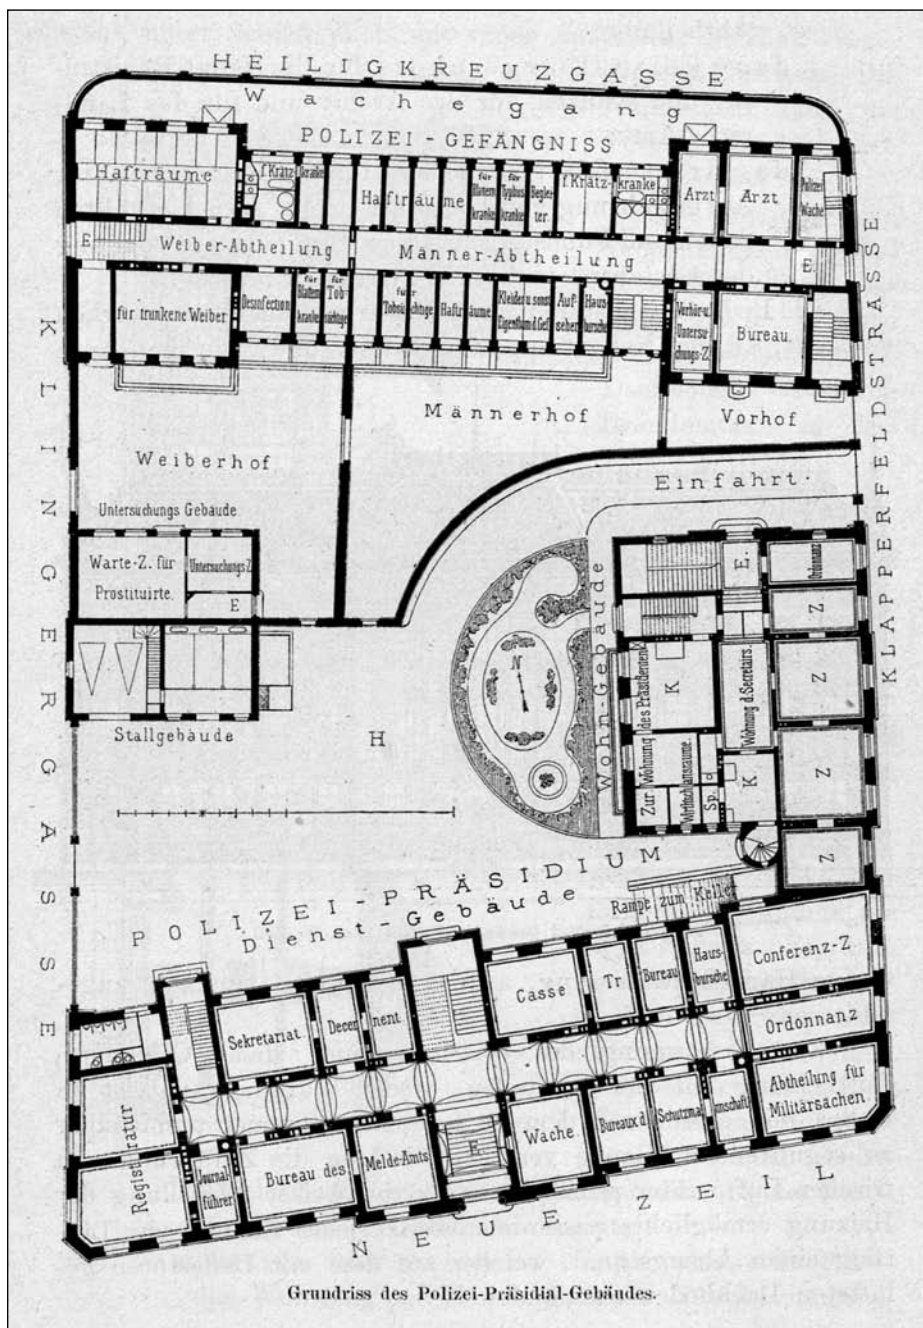 HEILIGKREUZGASSE
Wachegang
POLIZEI-GEFÄNGNISS
Hafträume
f. Krätz-
kranke
Hafträume
für
Blattern
kranke
für
Typhus
kranke
Begleiter.
f. Krätz-
kranke
Arzt
Arzt
Polizei
Wache
E
Weiber-Abtheilung
Männer-Abtheilung
E
für trunkene Weiber
Desinfection
für
Blattern
kranke
für
Tobsüchtige
für
Tobsüchtige
Hafträume
Kleider u. sonst.
Eigenthum d. Gef.
Aufseher
Hausbursche
Verhör- u.
Untersuchungs-Z.
Bureau
KLINGERGASSE
KLAPPERFELDSTRASSE
Männerhof
Vorhof
Weiberhof
Einfahrt.
Untersuchungs Gebäude
Warte-Z. für
Prostituirte.
Untersuchungs-Z
E
Stallgebäude
H
N
Wohn-Gebäude
E.
Ordonanz
Z
Z
Z
Z
K
Zur Wohnung des Präsidenten
Wohnung d. Secretairs.
Wirthschaftsräume.
Sp.
K.
POLIZEI-PRÄSIDIUM
Dienst Gebäude
Rampe zum Keller
Sekretariat.
Decernent.
Casse
Tr
Bureau
Hausbursche
Conferenz-Z
Ordonnanz
Registratur
Journalführer
Bureau des
Melde-Amts
E.
Wache.
Bureaux d.
Schutzmannschaft
Abtheilung für
Militärsachen.
NEUE ZEIL
Grundriss des Polizei-Präsidial-Gebäudes.